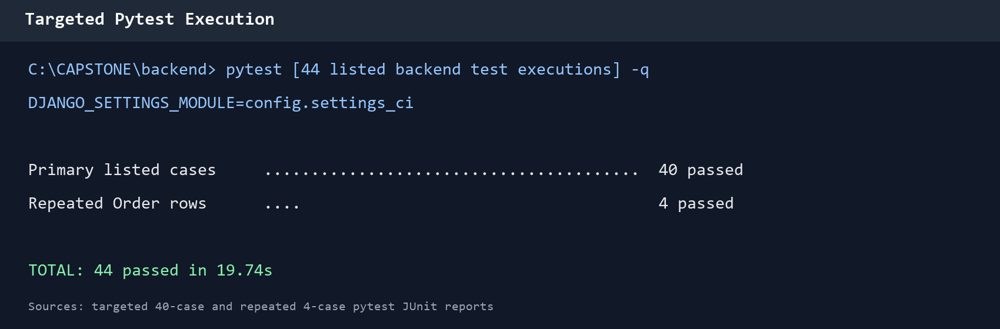 Targeted Pytest Execution
C:\CAPSTONE\backend> pytest [44 listed backend test executions] -q
DJANGO_SETTINGS_MODULE=config.settings_ci
Primary listed cases ........................................ 40 passed
Repeated Order rows .... 4 passed
TOTAL: 44 passed in 19.74s
Sources: targeted 40-case and repeated 4-case pytest JUnit reports